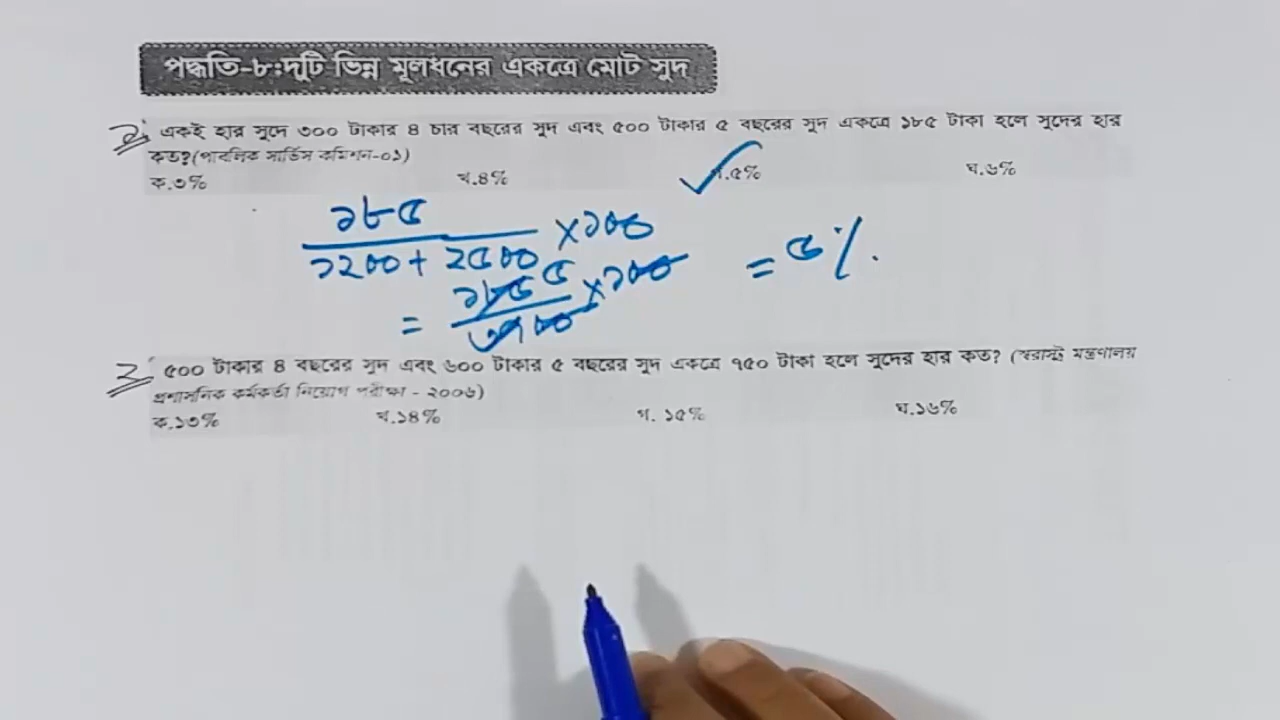 পদ্ধতি-৮:দুটি ভিন্ন মূলধনের একত্রে মোট সুদ
১. একই হার সুদে ৩০০ টাকার ৪ চার বছরের সুদ এবং ৫০০ টাকার ৫ বছরের সুদ একত্রে ১৮৫ টাকা হলে সুদের হার
কত?(পাবলিক সার্ভিস কমিশন-০১)
ক.৩% খ.৪% গ.৫% ঘ.৬%
১৮৫
১২০০+ ২৫০০ ×১০০
= ১৮৫ ৫ ×১০০ = ৫%.
৩৭০০
২. ৫০০ টাকার ৪ বছরের সুদ এবং ৬০০ টাকার ৫ বছরের সুদ একত্রে ৭৫০ টাকা হলে সুদের হার কত? (স্বরাস্ট্র মন্ত্রণালয়
প্রশাসনিক কর্মকর্তা নিয়োগ পরীক্ষা - ২০০৬)
ক.১৩% খ.১৪% গ. ১৫% ঘ.১৬%